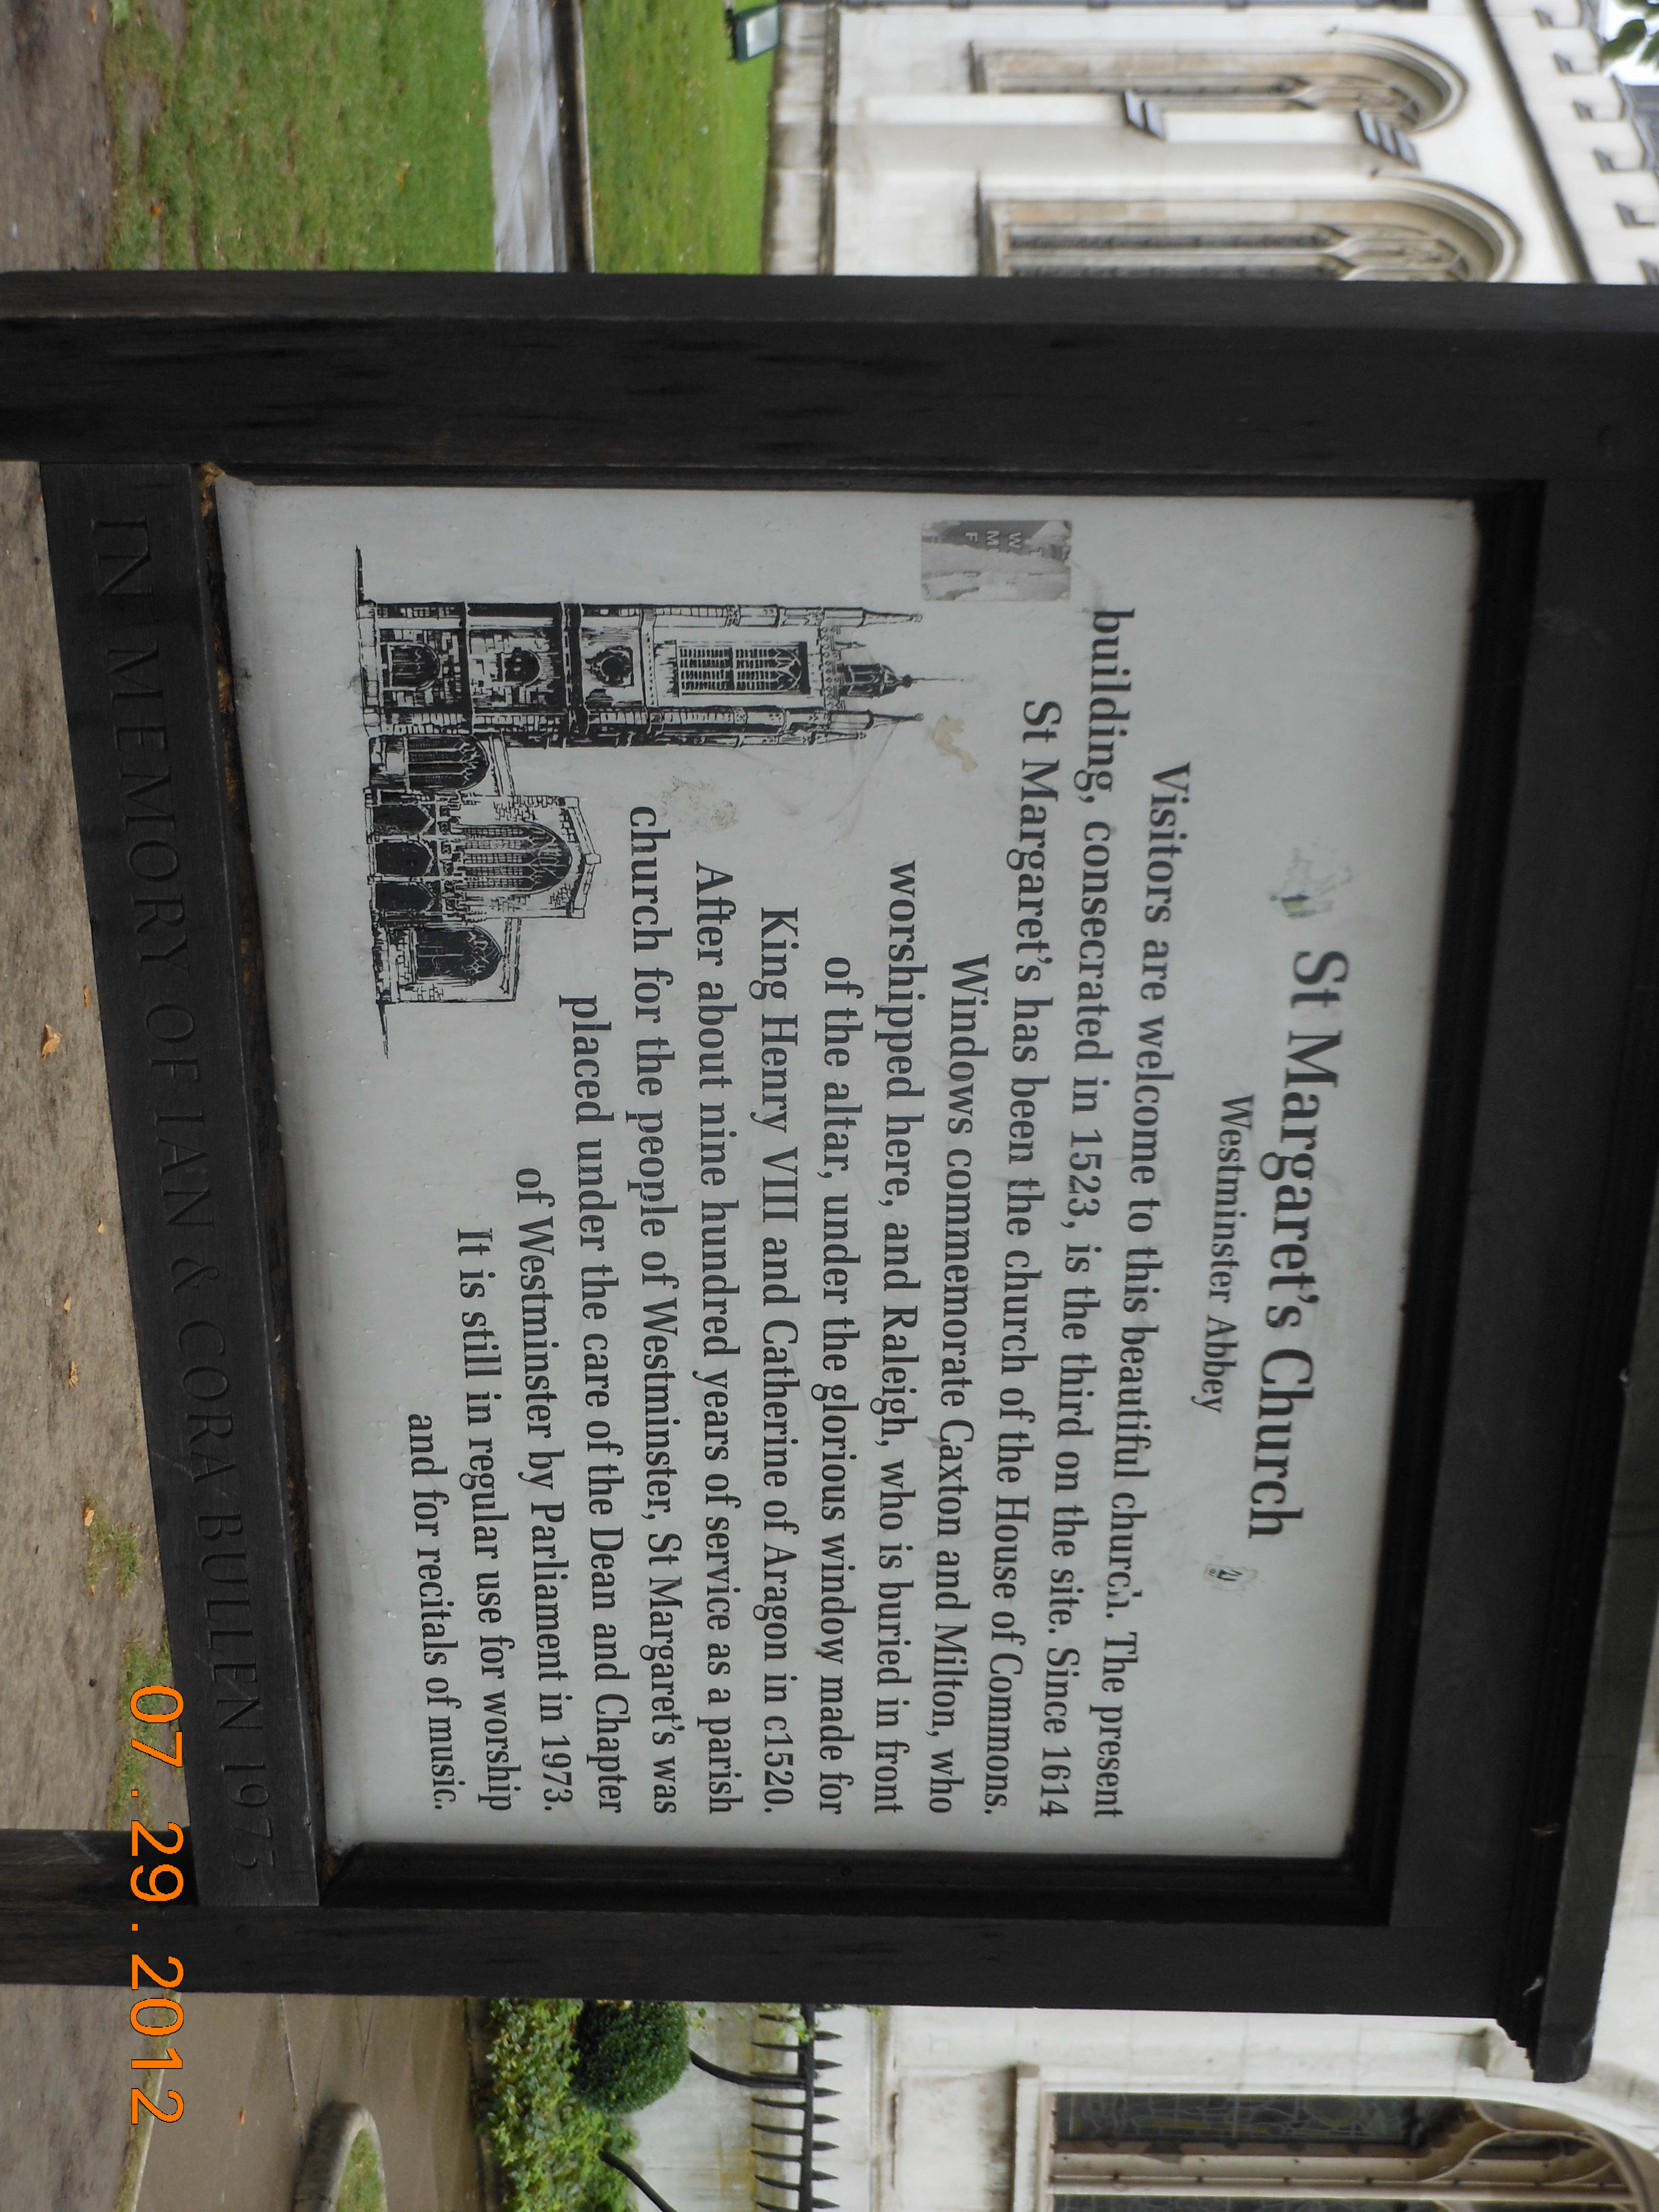 St Margaret's Church
Westminster Abbey
Visitors are welcome to this beautiful church. The present
building, consecrated in 1523, is the third on the site. Since 1614
St Margaret's has been the church of the House of Commons.
Windows commemorate Caxton and Milton, who
worshipped here, and Raleigh, who is buried in front
of the altar, under the glorious window made for
King Henry VIII and Catherine of Aragon in c1520.
After about nine hundred years of service as a parish
church for the people of Westminster, St Margaret's was
placed under the care of the Dean and Chapter
of Westminster by Parliament in 1973.
It is still in regular use for worship
and for recitals of music.
IN MEMORY OF IAN & CORA BULLEN 1973
07.29.2012